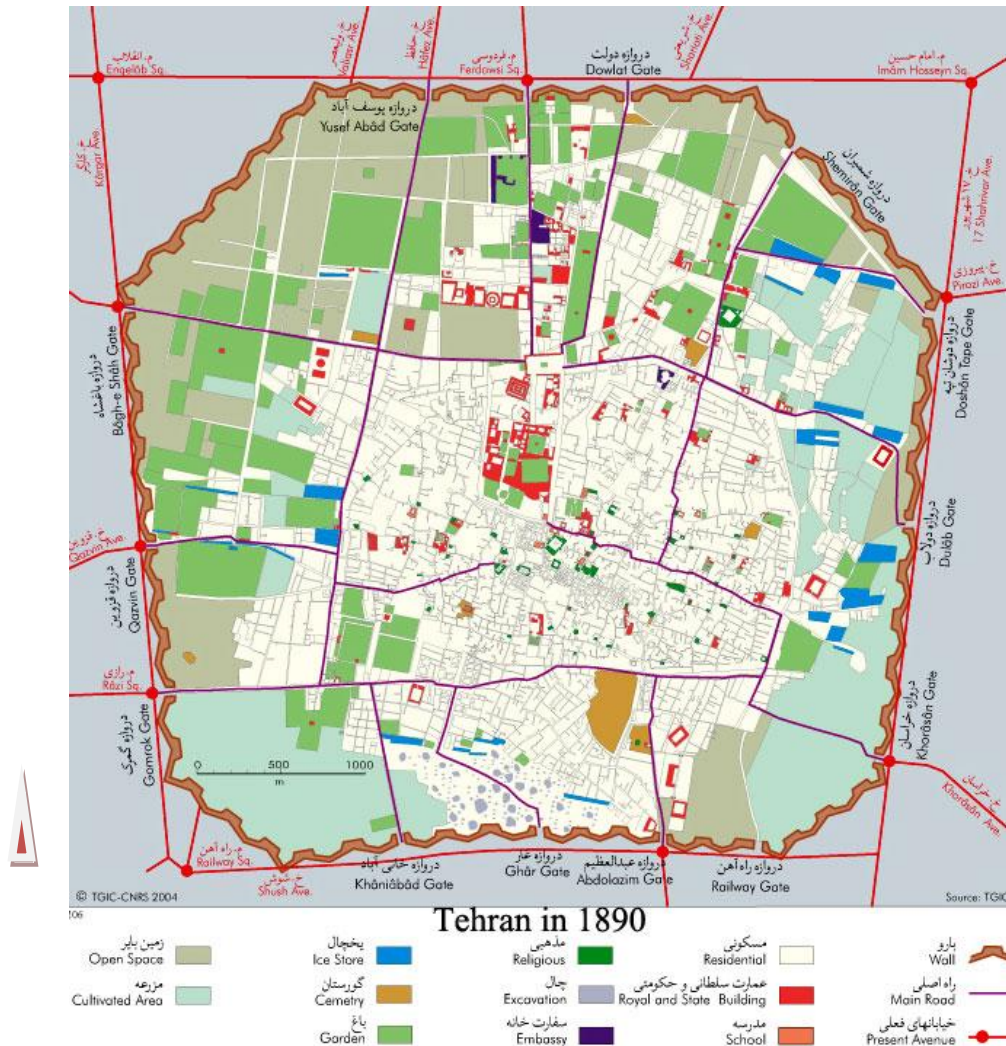 م. انقلاب
Engelâb Sq.
خ. ولیعصر
Valiasr Ave.
خ. حافظ
Hâfez Ave.
م. فردوسی
Ferdowsi Sq.
دروازه دولت
Dowlat Gate
خ. شریعتی
Shariati Ave.
م. امام حسین
Imâm Hosseyn Sq.
دروازه یوسف آباد
Yusef Abâd Gate
دروازه شمیران
Shemirân Gate
خ. کارگر
Kârgar Ave.
خ. ۱۷ شهریور
17 Shahrivar Ave.
خ. پیروزی
Pirozi Ave.
دروازه باغشاه
Bâgh-e Shâh Gate
دروازه دوشان تپه
Doshân Tape Gate
خ. قزوین
Qazvin Ave.
دروازه قزوین
Qazvin Gate
دروازه دولاب
Dulâb Gate
م. رازی
Râzi Sq.
دروازه گمرک
Gomrok Gate
دروازه خراسان
Khorâsân Gate
خ. خراسان
Khorâsân Ave.
0 500 1000
m
م. راه آهن
Railway Sq.
خ. شوش
Shush Ave.
دروازه خانی آباد
Khâniâbâd Gate
دروازه غار
Ghâr Gate
دروازه عبدالعظیم
Abdolazim Gate
دروازه راه آهن
Railway Gate
© TGIC-CNRS 2004
Source: TGIC
106
Tehran in 1890
زمین بایر
Open Space
یخچال
Ice Store
مذهبی
Religious
مسکونی
Residential
بارو
Wall
مزرعه
Cultivated Area
گورستان
Cemetry
چال
Excavation
عمارت سلطانی و حکومتی
Royal and State Building
راه اصلی
Main Road
باغ
Garden
سفارت خانه
Embassy
مدرسه
School
خیابانهای فعلی
Present Avenue